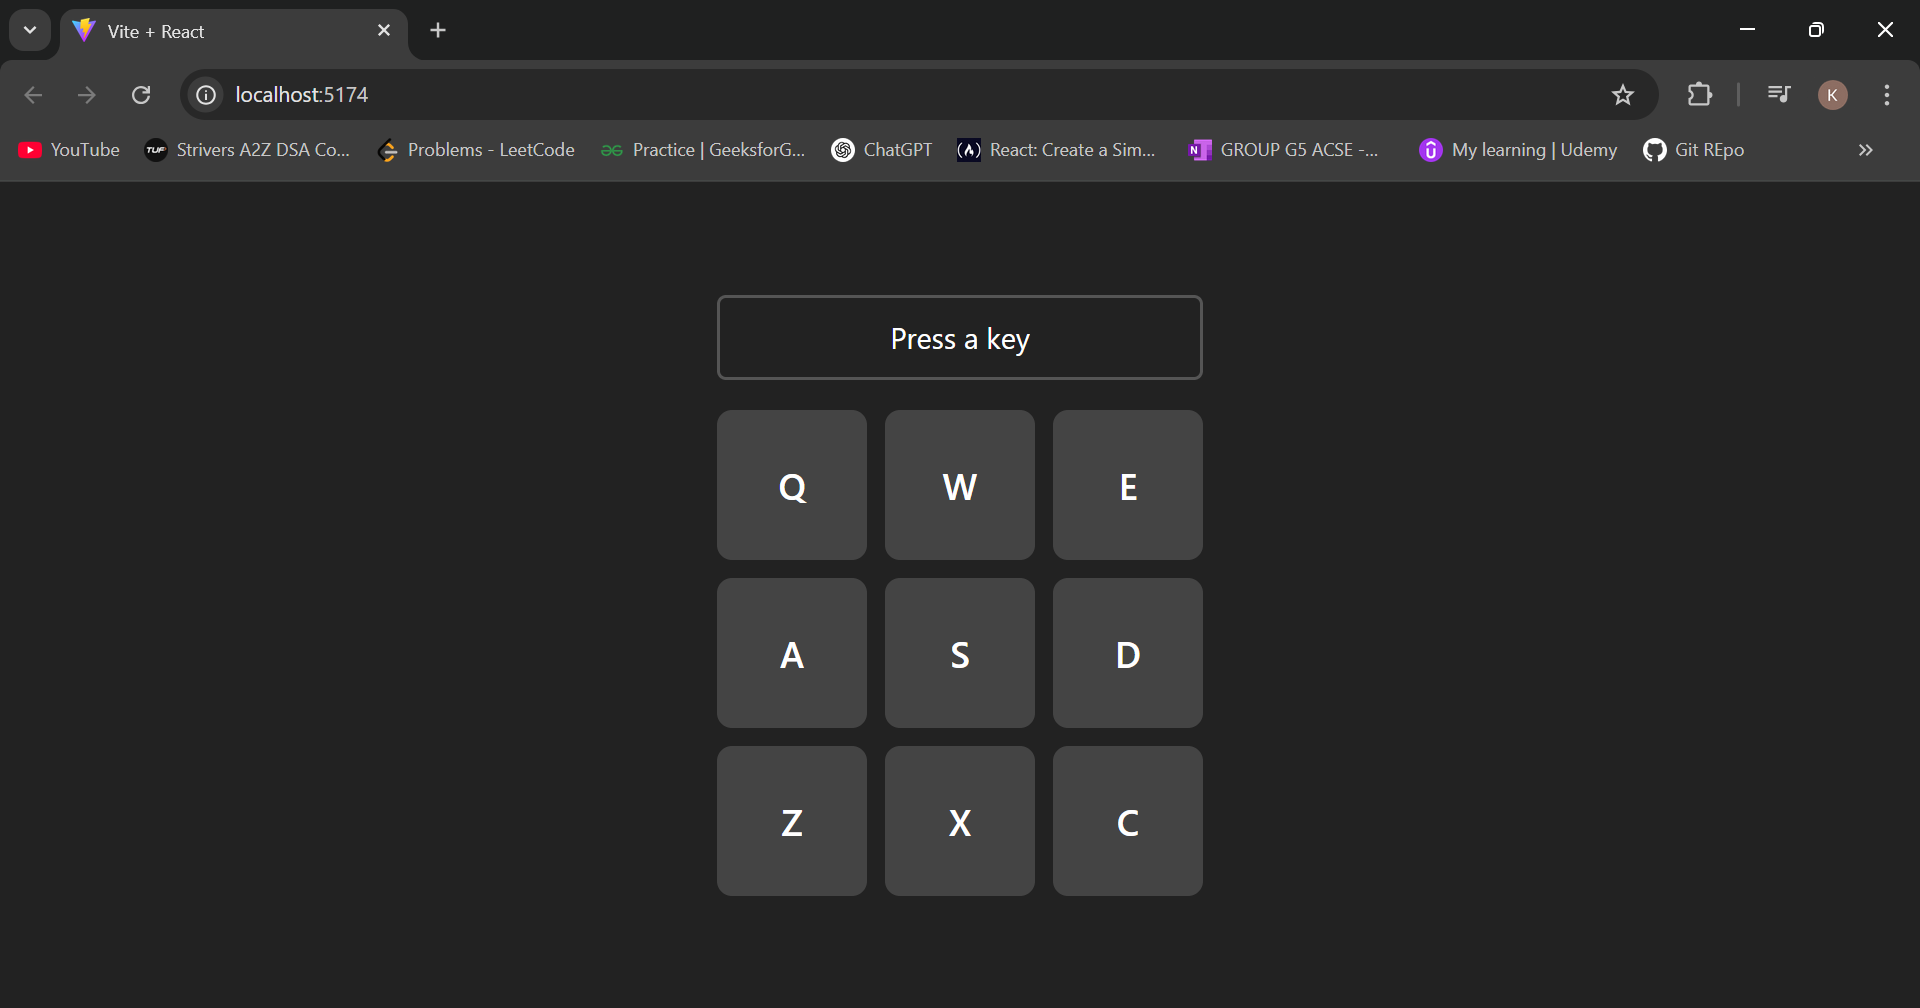 Vite + React
localhost:5174
K
YouTube TUF Strivers A2Z DSA Co... Problems - LeetCode Practice | GeeksforG... ChatGPT React: Create a Sim... N GROUP G5 ACSE -... My learning | Udemy Git REpo
Press a key
Q W E
A S D
Z X C